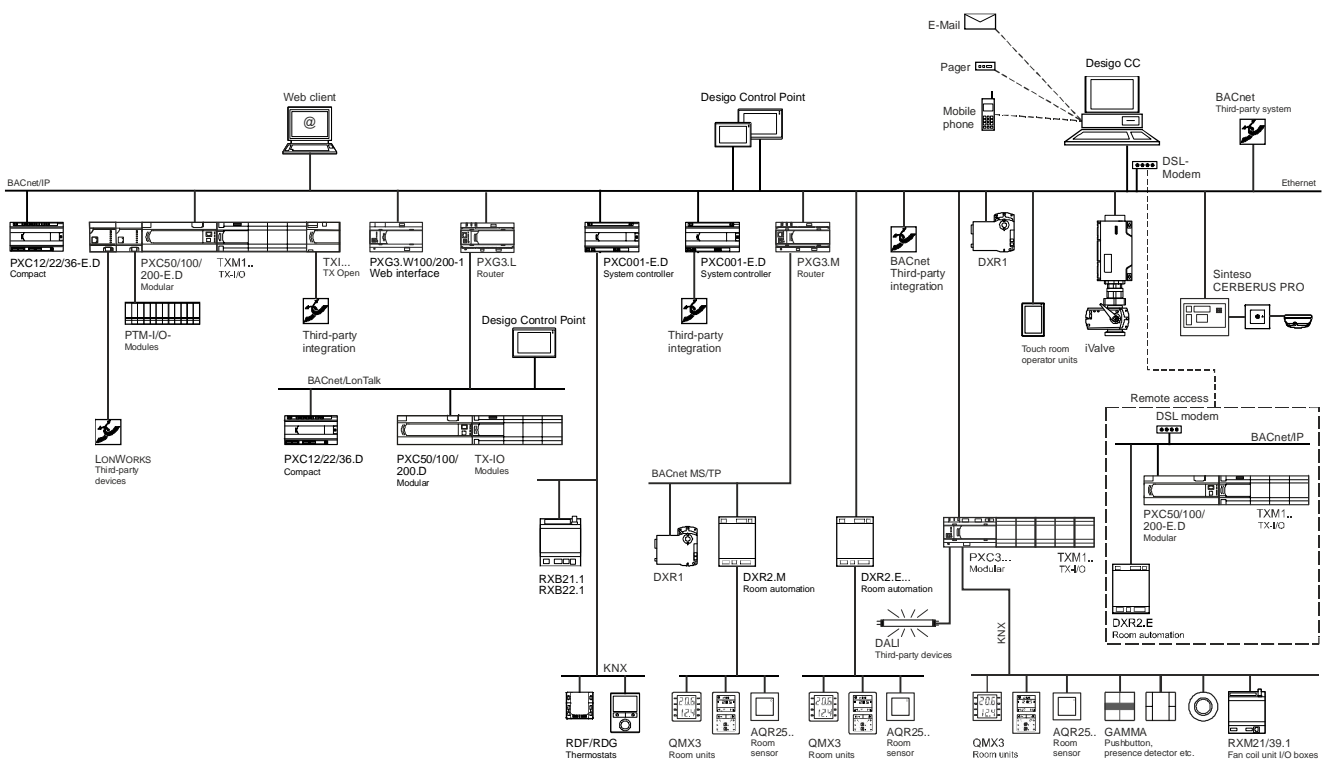 E-Mail
Pager
Mobile
phone
Desigo CC
BACnet
Third-party system
Web client
@
Desigo Control Point
DSL-
Modem
BACnet/IP
Ethernet
PXC12/22/36-E.D
Compact
PXC50/100/
200-E.D
Modular
TXM1..
TX-I/O
TXI...
TX Open
PXG3.W100/200-1
Web interface
PXG3.L
Router
PXC001-E.D
System controller
PXC001-E.D
System controller
PXG3.M
Router
BACnet
Third-party
integration
DXR1
Sinteso
CERBERUS PRO
PTM-I/O-
Modules
Third-party
integration
Desigo Control Point
Third-party
integration
Touch room
operator units
iValve
BACnet/LonTalk
Remote access
DSL modem
BACnet/IP
LONWORKS
Third-party
devices
PXC12/22/36.D
Compact
PXC50/100/
200.D
Modular
TX-IO
Modules
BACnet MS/TP
PXC50/100/
200-E.D
Modular
TXM1..
TX-I/O
RXB21.1
RXB22.1
DXR1
DXR2.M
Room automation
DXR2.E...
Room automation
PXC3...
Modular
TXM1..
TX-I/O
DXR2.E
Room automation
DALI
Third-party devices
KNX
KNX
RDF/RDG
Thermostats
QMX3
Room units
AQR25..
Room
sensor
QMX3
Room units
AQR25..
Room
sensor
QMX3
Room units
AQR25..
Room
sensor
GAMMA
Pushbutton,
presence detector etc.
RXM21/39.1
Fan coil unit I/O boxes